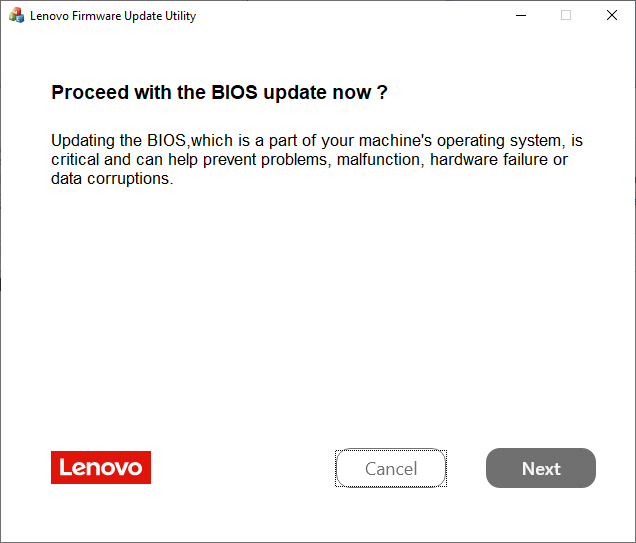 Lenovo Firmware Update Utility
Proceed with the BIOS update now ?
Updating the BIOS,which is a part of your machine's operating system, is
critical and can help prevent problems, malfunction, hardware failure or
data corruptions.
Lenovo
Cancel
Next